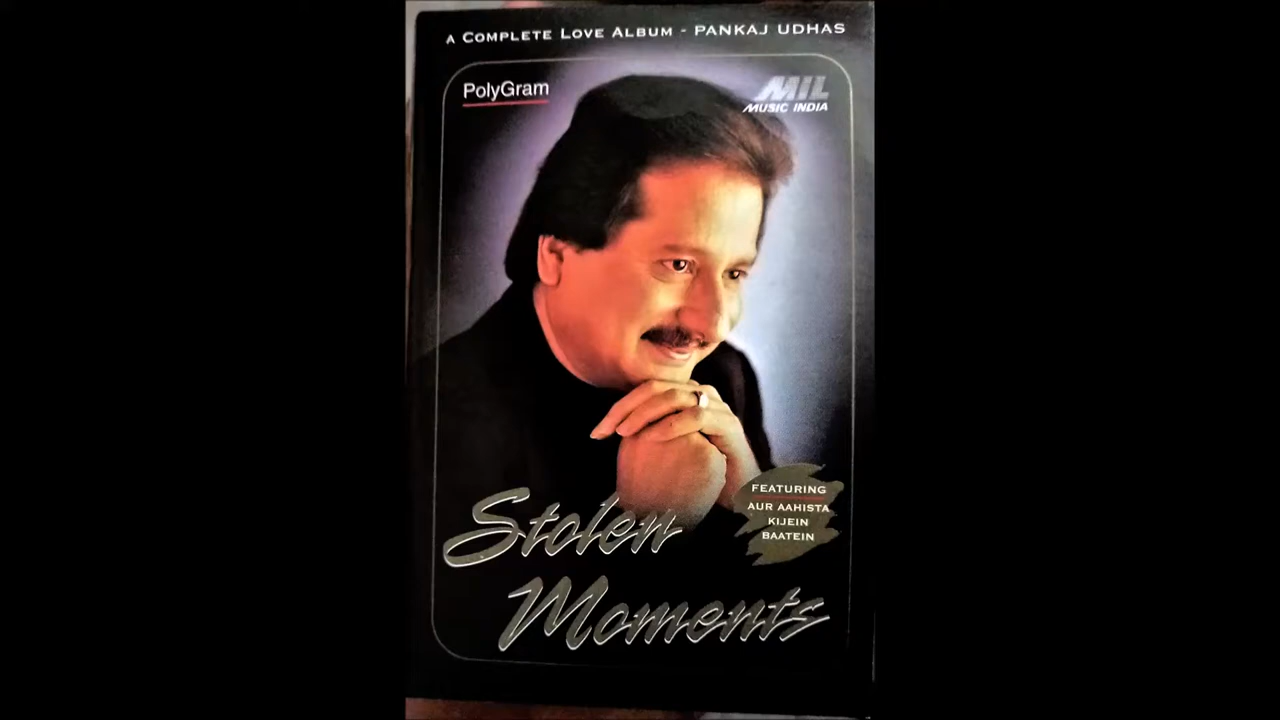 A COMPLETE LOVE ALBUM - PANKAJ UDHAS
PolyGram
MIL
MUSIC INDIA
FEATURING
AUR AAHISTA
KIJEIN
BAATEIN
Stolen
Moments